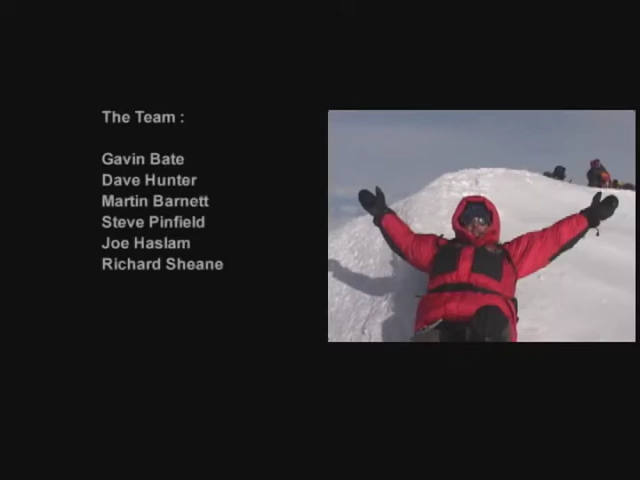 The Team :
Gavin Bate
Dave Hunter
Martin Barnett
Steve Pinfield
Joe Haslam
Richard Sheane